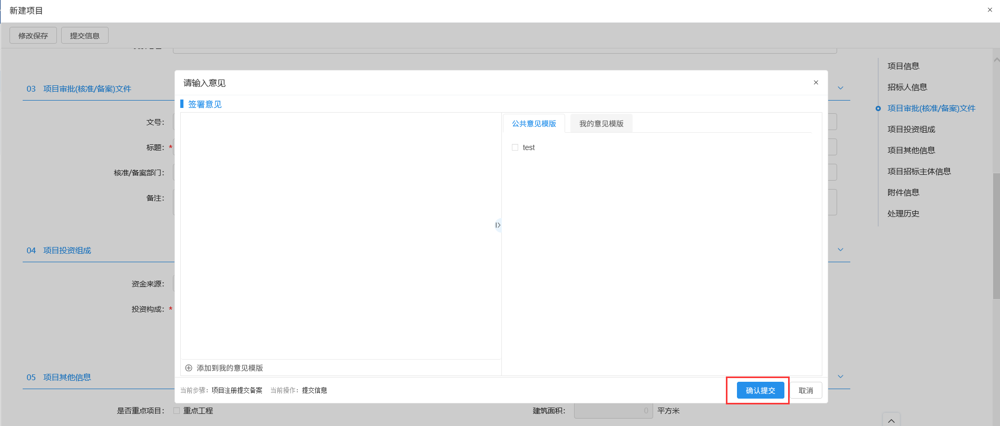 新建项目
修改保存 提交信息
03 项目审批(核准/备案)文件
文号：
标题：*
核准/备案部门：
备注：
04 项目投资组成
资金来源：
投资构成：*
05 项目其他信息
是否重点项目： 重点工程 建筑面积： 0 平方米
请输入意见
签署意见
公共意见模版 我的意见模版
test
添加到我的意见模版
当前步骤：项目注册提交备案 当前操作：提交信息
确认提交 取消
项目信息
招标人信息
项目审批(核准/备案)文件
项目投资组成
项目其他信息
项目招标主体信息
附件信息
处理历史